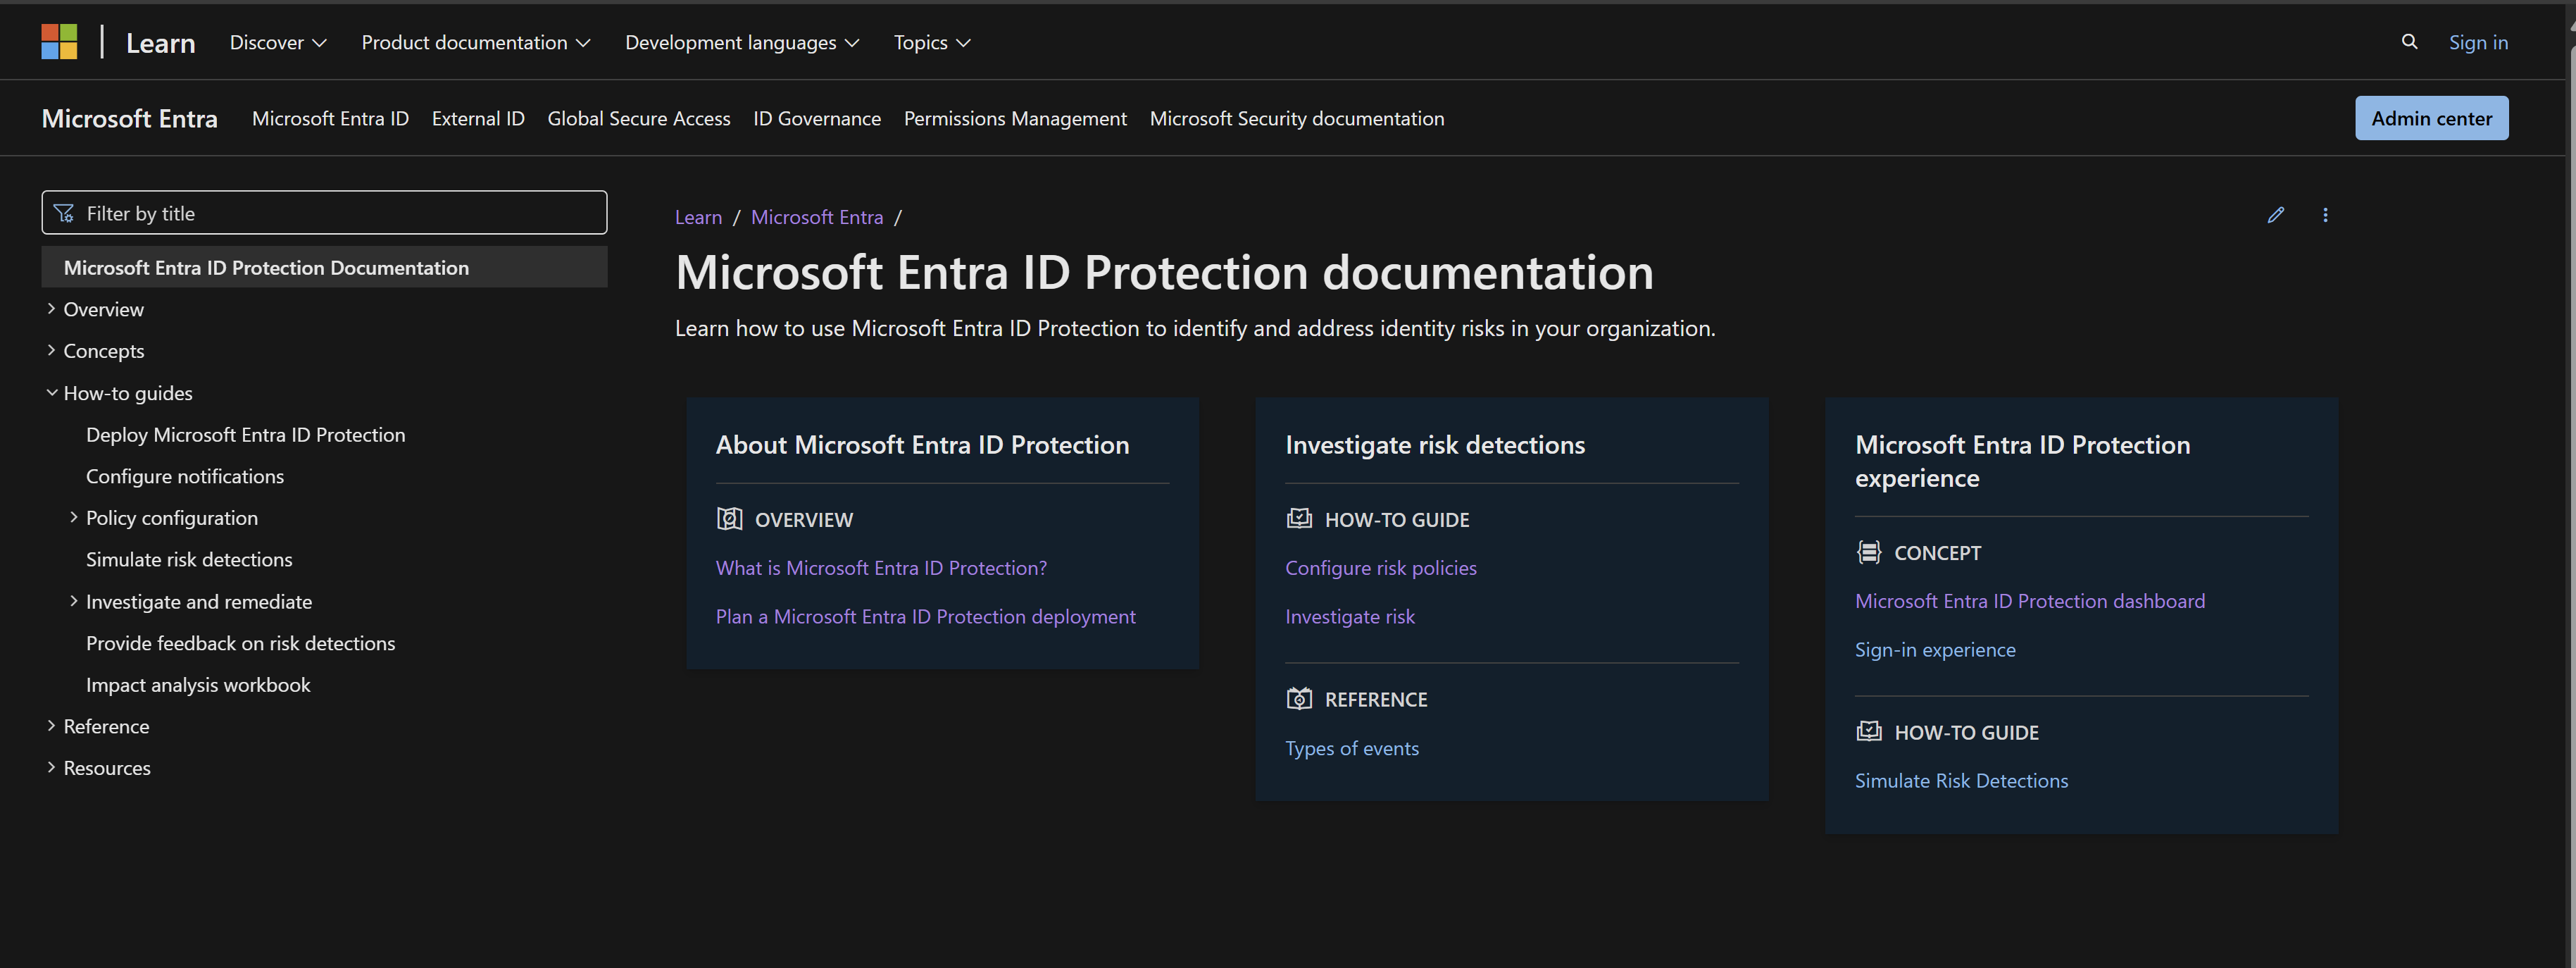 Learn
Discover
Product documentation
Development languages
Topics
Sign in
Microsoft Entra
Microsoft Entra ID
External ID
Global Secure Access
ID Governance
Permissions Management
Microsoft Security documentation
Admin center
Filter by title
Microsoft Entra ID Protection Documentation
Overview
Concepts
How-to guides
Deploy Microsoft Entra ID Protection
Configure notifications
Policy configuration
Simulate risk detections
Investigate and remediate
Provide feedback on risk detections
Impact analysis workbook
Reference
Resources
Learn / Microsoft Entra /
Microsoft Entra ID Protection documentation
Learn how to use Microsoft Entra ID Protection to identify and address identity risks in your organization.
About Microsoft Entra ID Protection
OVERVIEW
What is Microsoft Entra ID Protection?
Plan a Microsoft Entra ID Protection deployment
Investigate risk detections
HOW-TO GUIDE
Configure risk policies
Investigate risk
REFERENCE
Types of events
Microsoft Entra ID Protection
experience
CONCEPT
Microsoft Entra ID Protection dashboard
Sign-in experience
HOW-TO GUIDE
Simulate Risk Detections